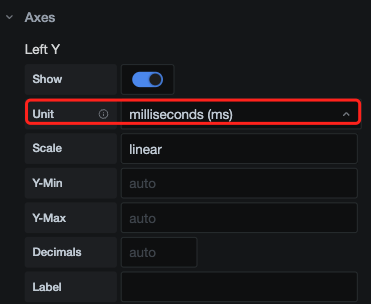 Axes
Left Y
Show
Unit milliseconds (ms)
Scale linear
Y-Min auto
Y-Max auto
Decimals auto
Label